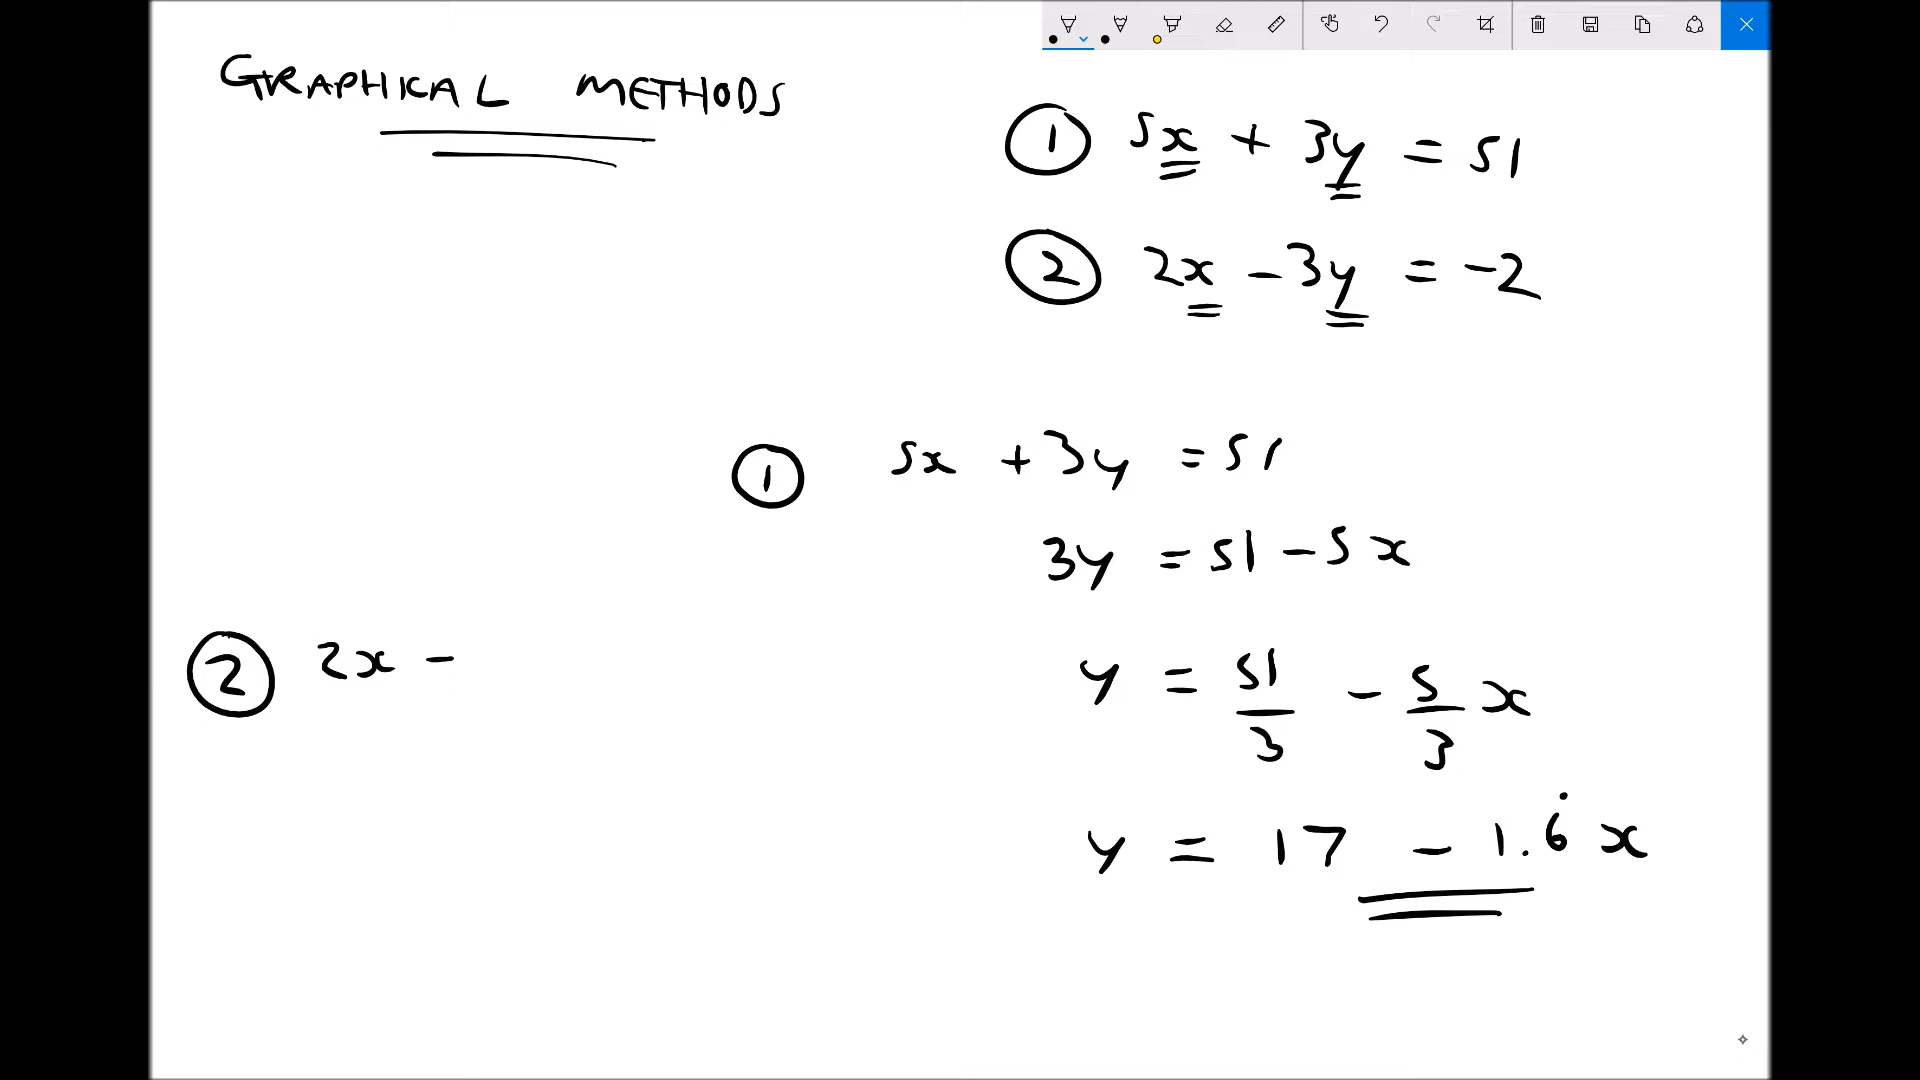 GRAPHICAL METHODS
① 5x + 3y = 51
② 2x - 3y = -2
① 5x + 3y = 51
3y = 51 - 5x
② 2x -
y = 51/3 - 5/3 x
y = 17 - 1.6̇ x